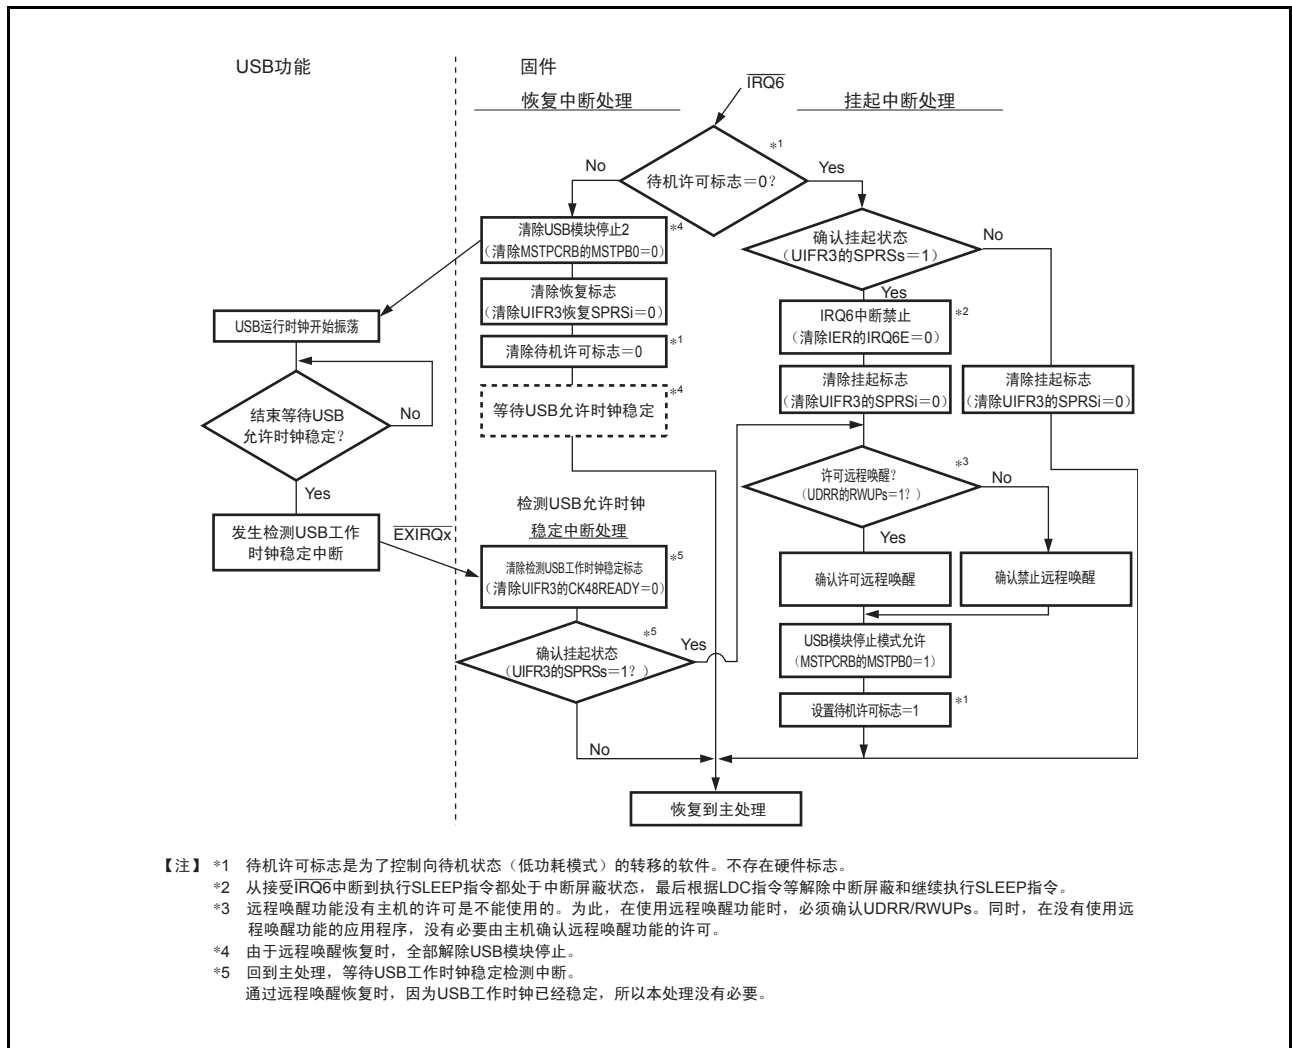 USB功能
固件
IRQ6
恢复中断处理
挂起中断处理
*1
No
Yes
待机许可标志=0?
清除USB模块停止2
(清除MSTPCRB的MSTPB0=0)
*4
确认挂起状态
(UIFR3的SPRSs=1)
No
Yes
清除恢复标志
(清除UIFR3恢复SPRSi=0)
IRQ6中断禁止
(清除IER的IRQ6E=0)
*2
USB运行时钟开始振荡
清除待机许可标志=0
*1
清除挂起标志
(清除UIFR3的SPRSi=0)
清除挂起标志
(清除UIFR3的SPRSi=0)
等待USB允许时钟稳定
*4
结束等待USB
允许时钟稳定?
No
Yes
许可远程唤醒?
(UDRR的RWUPs=1?)
*3
No
Yes
检测USB允许时钟
稳定中断处理
发生检测USB工作
时钟稳定中断
EXIRQx
清除检测USB工作时钟稳定标志
(清除UIFR3的CK48READY=0)
*5
确认许可远程唤醒
确认禁止远程唤醒
确认挂起状态
(UIFR3的SPRSs=1?)
*5
Yes
No
USB模块停止模式允许
(MSTPCRB的MSTPB0=1)
设置待机许可标志=1
*1
恢复到主处理
【注】 *1 待机许可标志是为了控制向待机状态(低功耗模式)的转移的软件。不存在硬件标志。
*2 从接受IRQ6中断到执行SLEEP指令都处于中断屏蔽状态,最后根据LDC指令等解除中断屏蔽和继续执行SLEEP指令。
*3 远程唤醒功能没有主机的许可是不能使用的。为此,在使用远程唤醒功能时,必须确认UDRR/RWUPs。同时,在没有使用远
程唤醒功能的应用程序,没有必要由主机确认远程唤醒功能的许可。
*4 由于远程唤醒恢复时,全部解除USB模块停止。
*5 回到主处理,等待USB工作时钟稳定检测中断。
通过远程唤醒恢复时,因为USB工作时钟已经稳定,所以本处理没有必要。